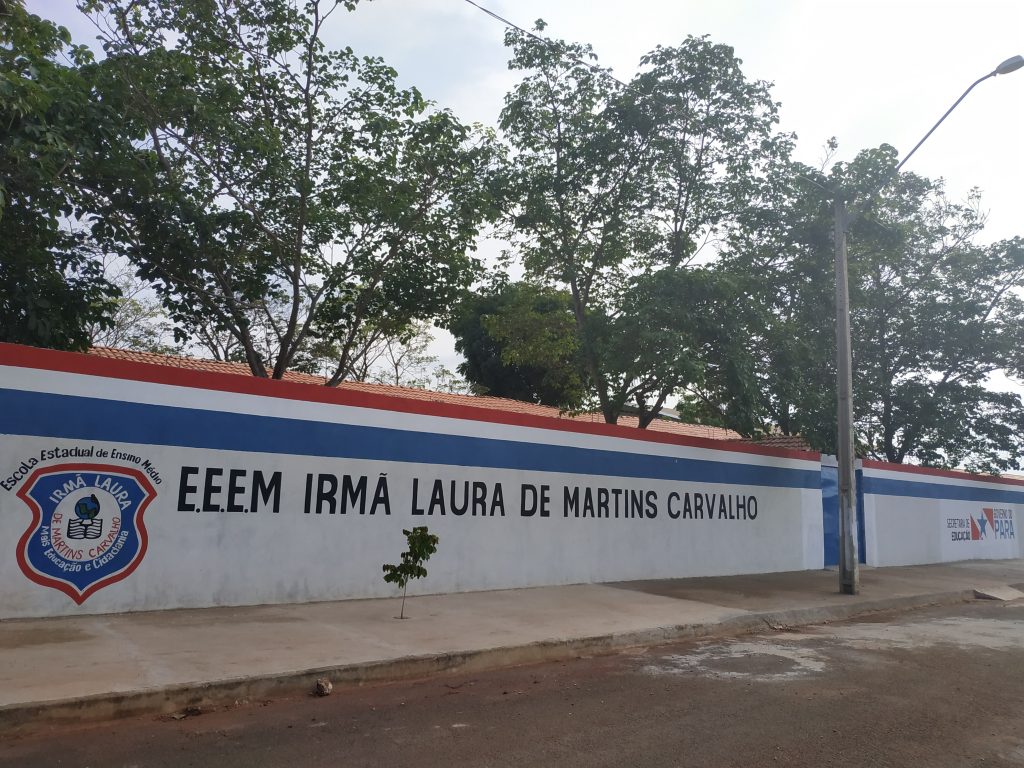 Escola Estadual de Ensino Médio
IRMÃ LAURA
DE MARTINS CARVALHO
Mais Educação e Cidadania
E.E.E.M IRMÃ LAURA DE MARTINS CARVALHO
SECRETARIA DE
EDUCAÇÃO
GOVERNO DO
PARÁ